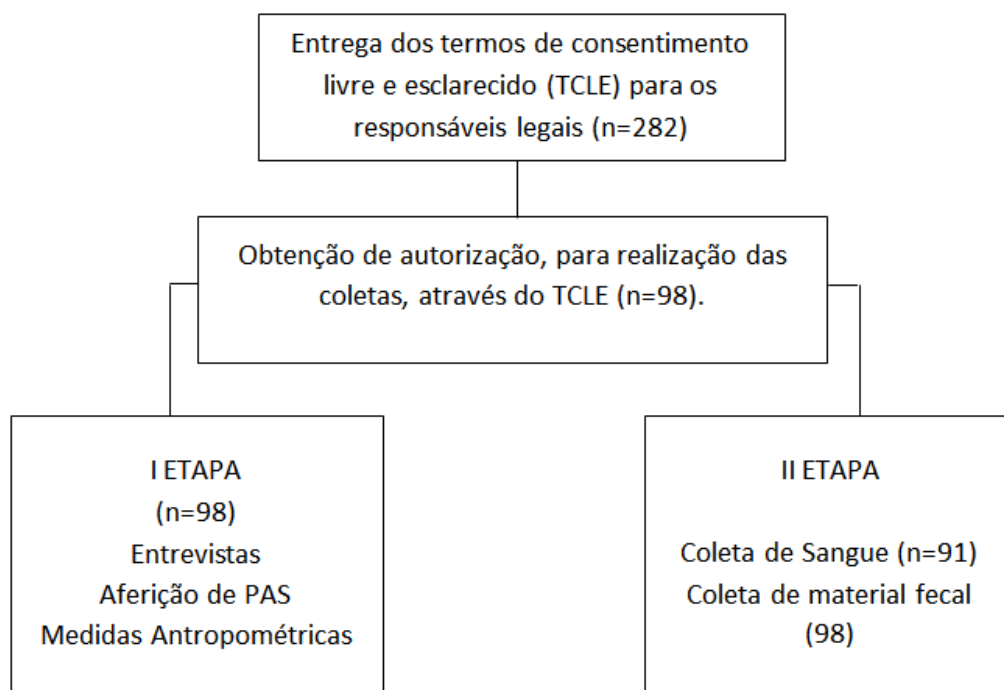 Entrega dos termos de consentimento
livre e esclarecido (TCLE) para os
responsáveis legais (n=282)
Obtenção de autorização, para realização das
coletas, através do TCLE (n=98).
I ETAPA
(n=98)
Entrevistas
Aferição de PAS
Medidas Antropométricas
II ETAPA
Coleta de Sangue (n=91)
Coleta de material fecal
(98)